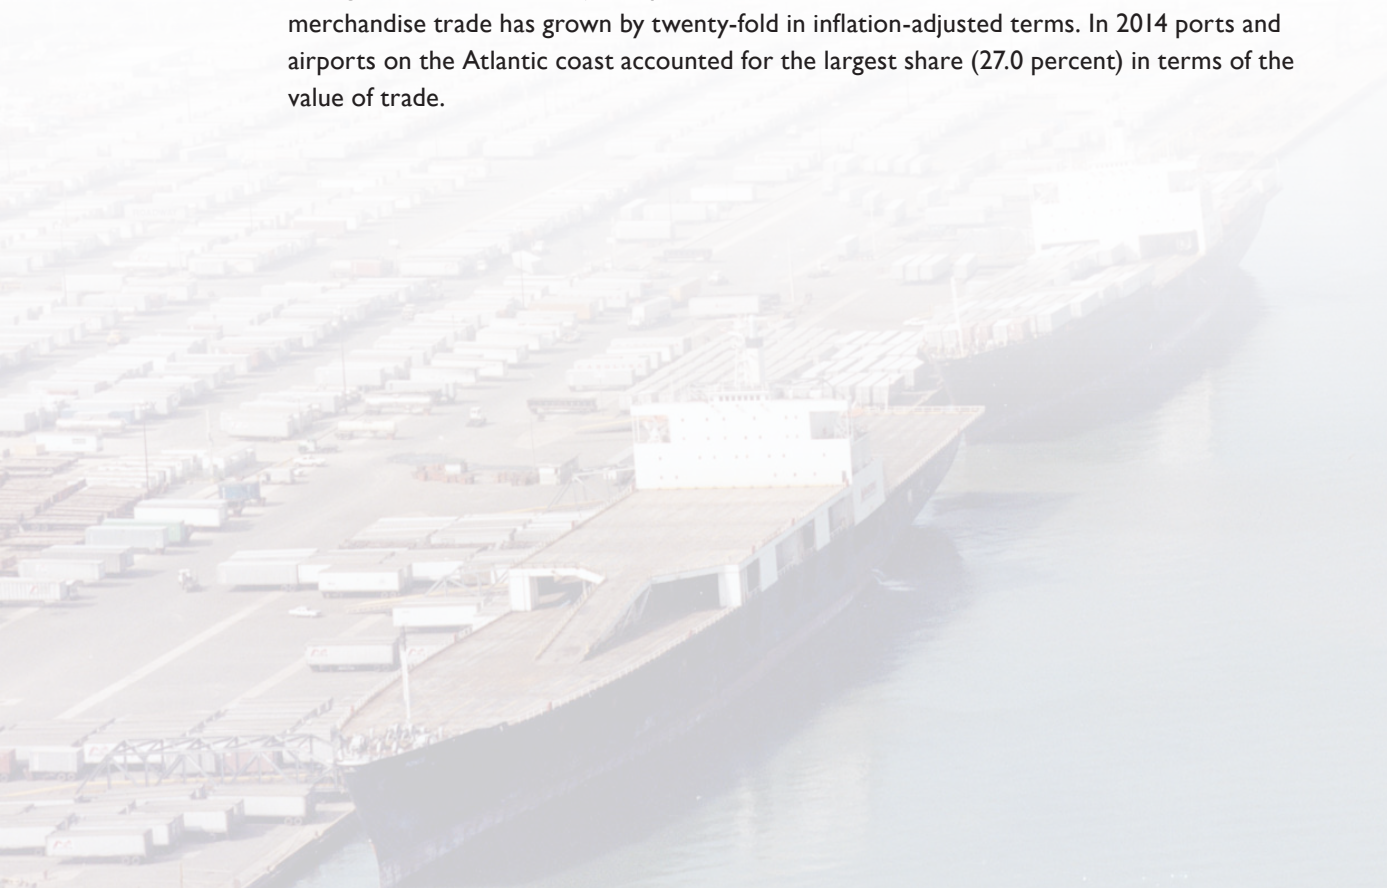 merchandise trade has grown by twenty-fold in inflation-adjusted terms. In 2014 ports and
airports on the Atlantic coast accounted for the largest share (27.0 percent) in terms of the
value of trade.